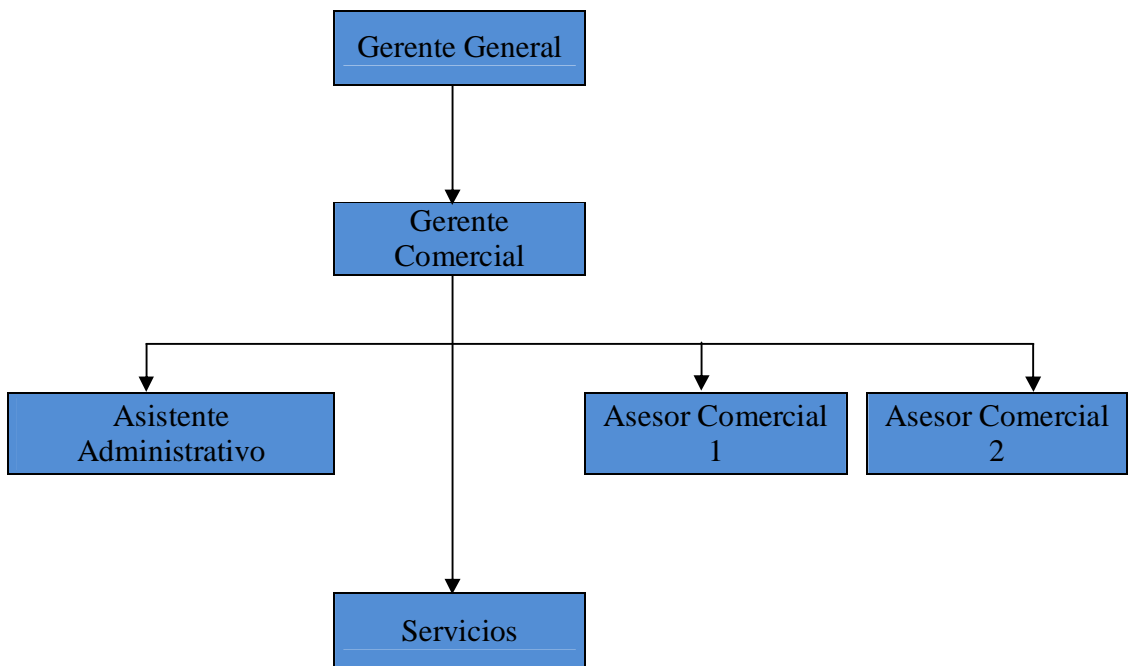 Gerente General
Gerente
Comercial
Asistente
Administrativo
Asesor Comercial
1
Asesor Comercial
2
Servicios